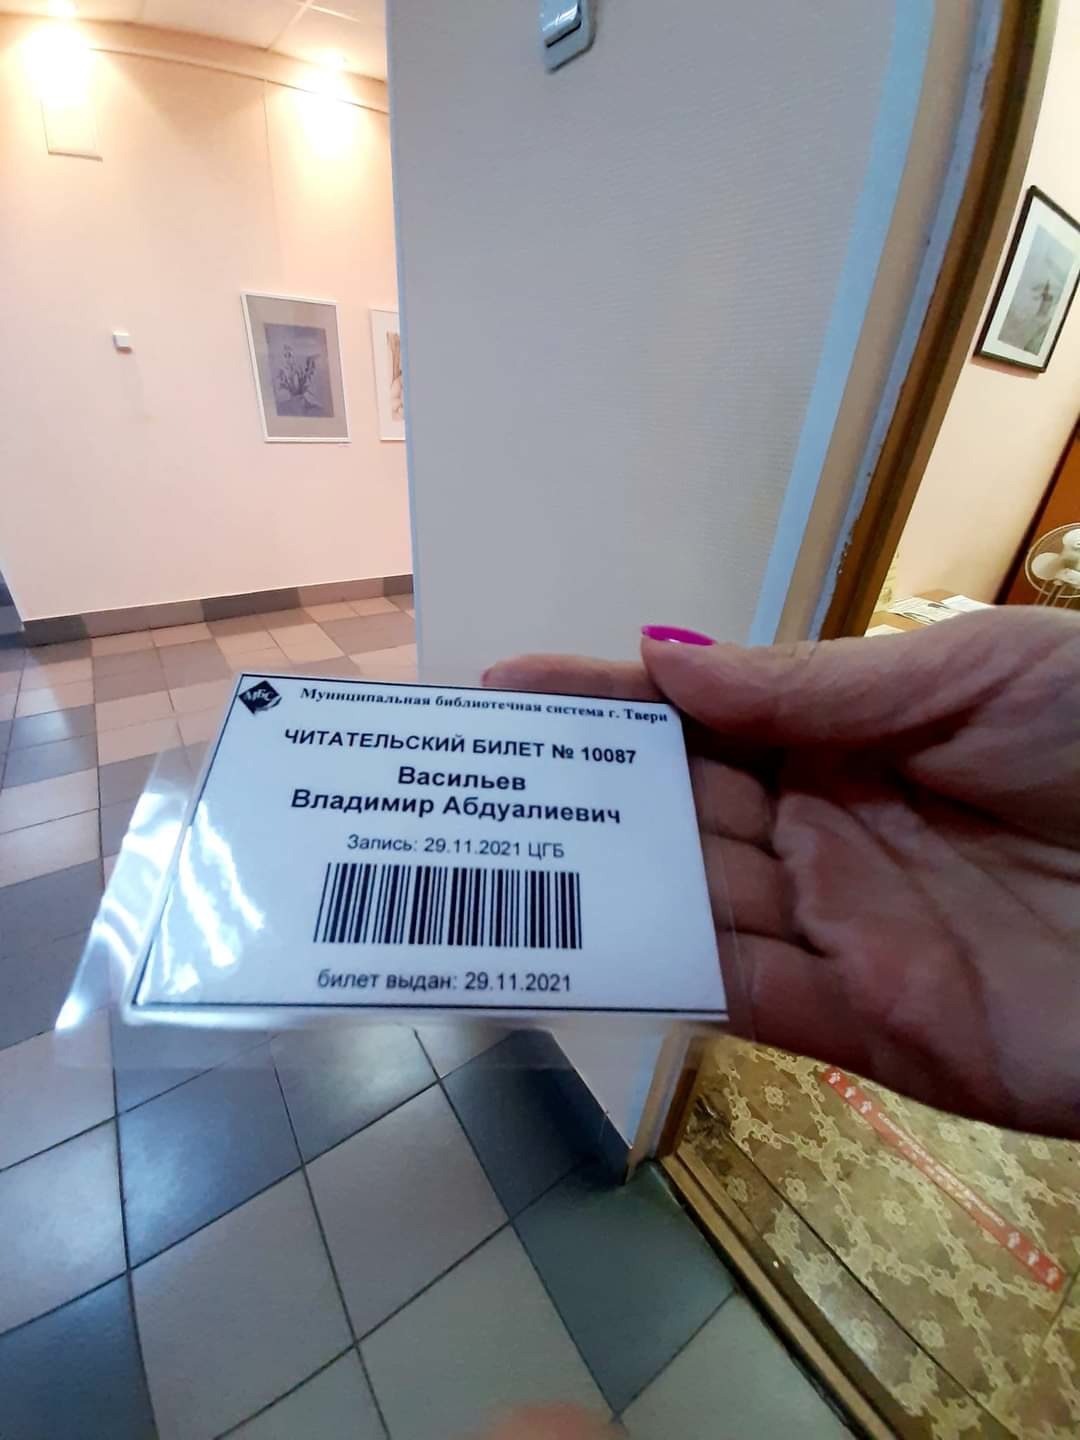 МБС
Муниципальная библиотечная система г. Твери
ЧИТАТЕЛЬСКИЙ БИЛЕТ № 10087
Васильев
Владимир Абдуалиевич
Запись: 29.11.2021 ЦГБ
билет выдан: 29.11.2021